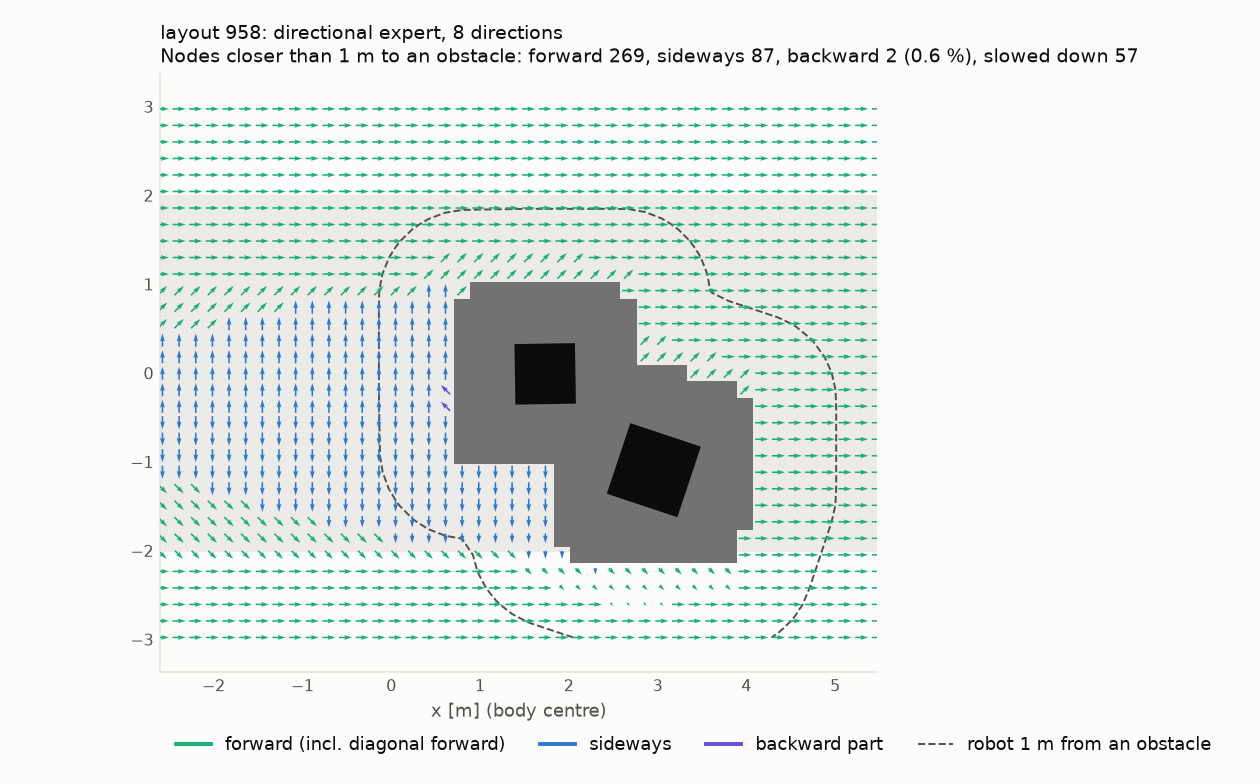 layout 958: directional expert, 8 directions
Nodes closer than 1 m to an obstacle: forward 269, sideways 87, backward 2 (0.6 %), slowed down 57
3
2
1
0
−1
−2
−3
−2 −1 0 1 2 3 4 5
x [m] (body centre)
forward (incl. diagonal forward) sideways backward part robot 1 m from an obstacle